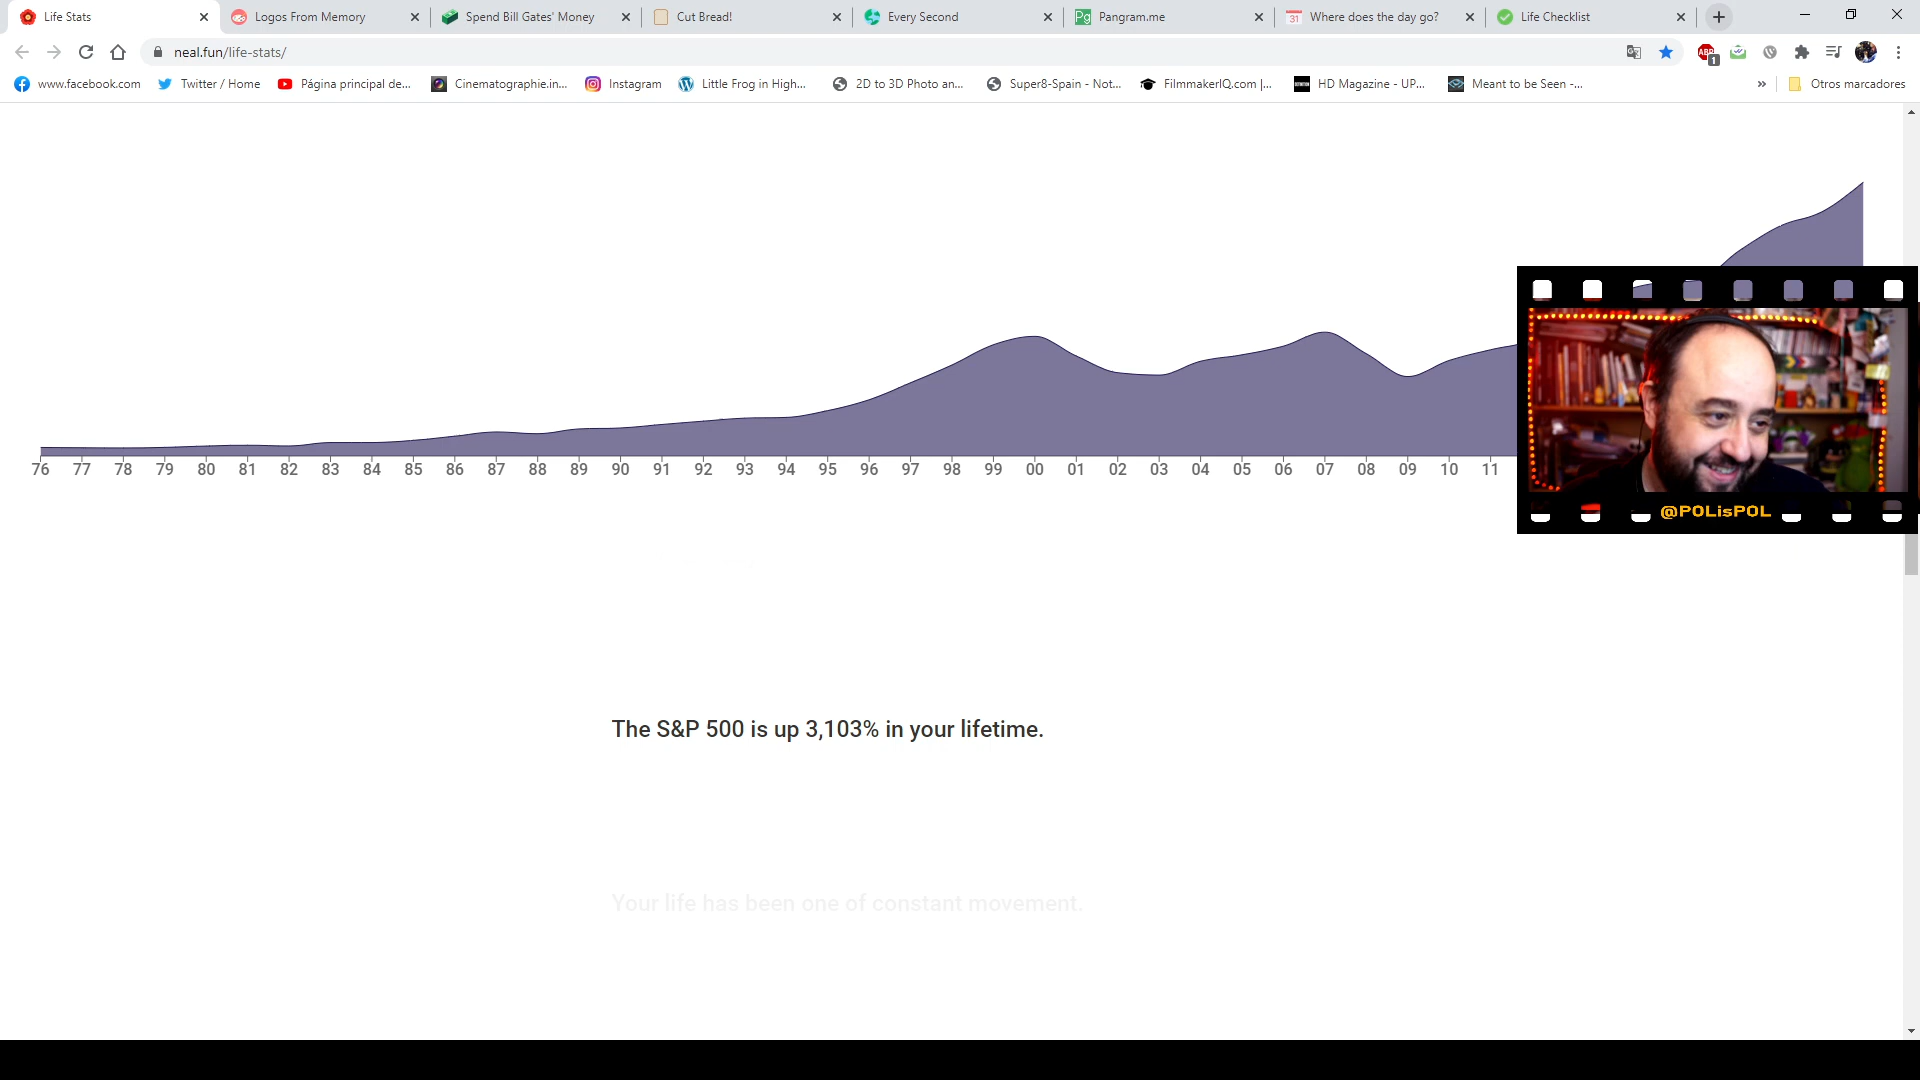 Life Stats
Logos From Memory
Spend Bill Gates' Money
Cut Bread!
Every Second
Pg Pangram.me
31 Where does the day go?
Life Checklist
neal.fun/life-stats/
ABP 1
www.facebook.com
Twitter / Home
Página principal de...
Cinematographie.in...
Instagram
Little Frog in High...
2D to 3D Photo an...
Super8-Spain - Not...
FilmmakerIQ.com |...
HD Magazine - UP...
Meant to be Seen -...
»
Otros marcadores
76 77 78 79 80 81 82 83 84 85 86 87 88 89 90 91 92 93 94 95 96 97 98 99 00 01 02 03 04 05 06 07 08 09 10 11
@POLisPOL
The S&P 500 is up 3,103% in your lifetime.
Your life has been one of constant movement.